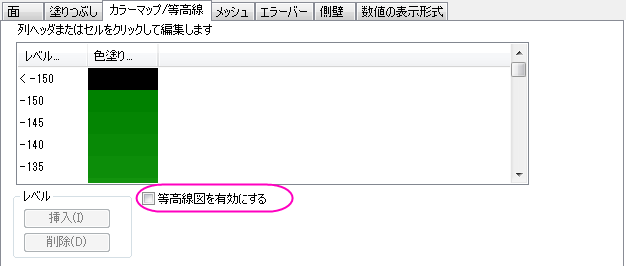 面 塗りつぶし カラーマップ/等高線 メッシュ エラーバー 側壁 数値の表示形式
列ヘッダまたはセルをクリックして編集します
レベル... 色塗り...
< -150
-150
-145
-140
-135
レベル
等高線図を有効にする
挿入(I)
削除(D)